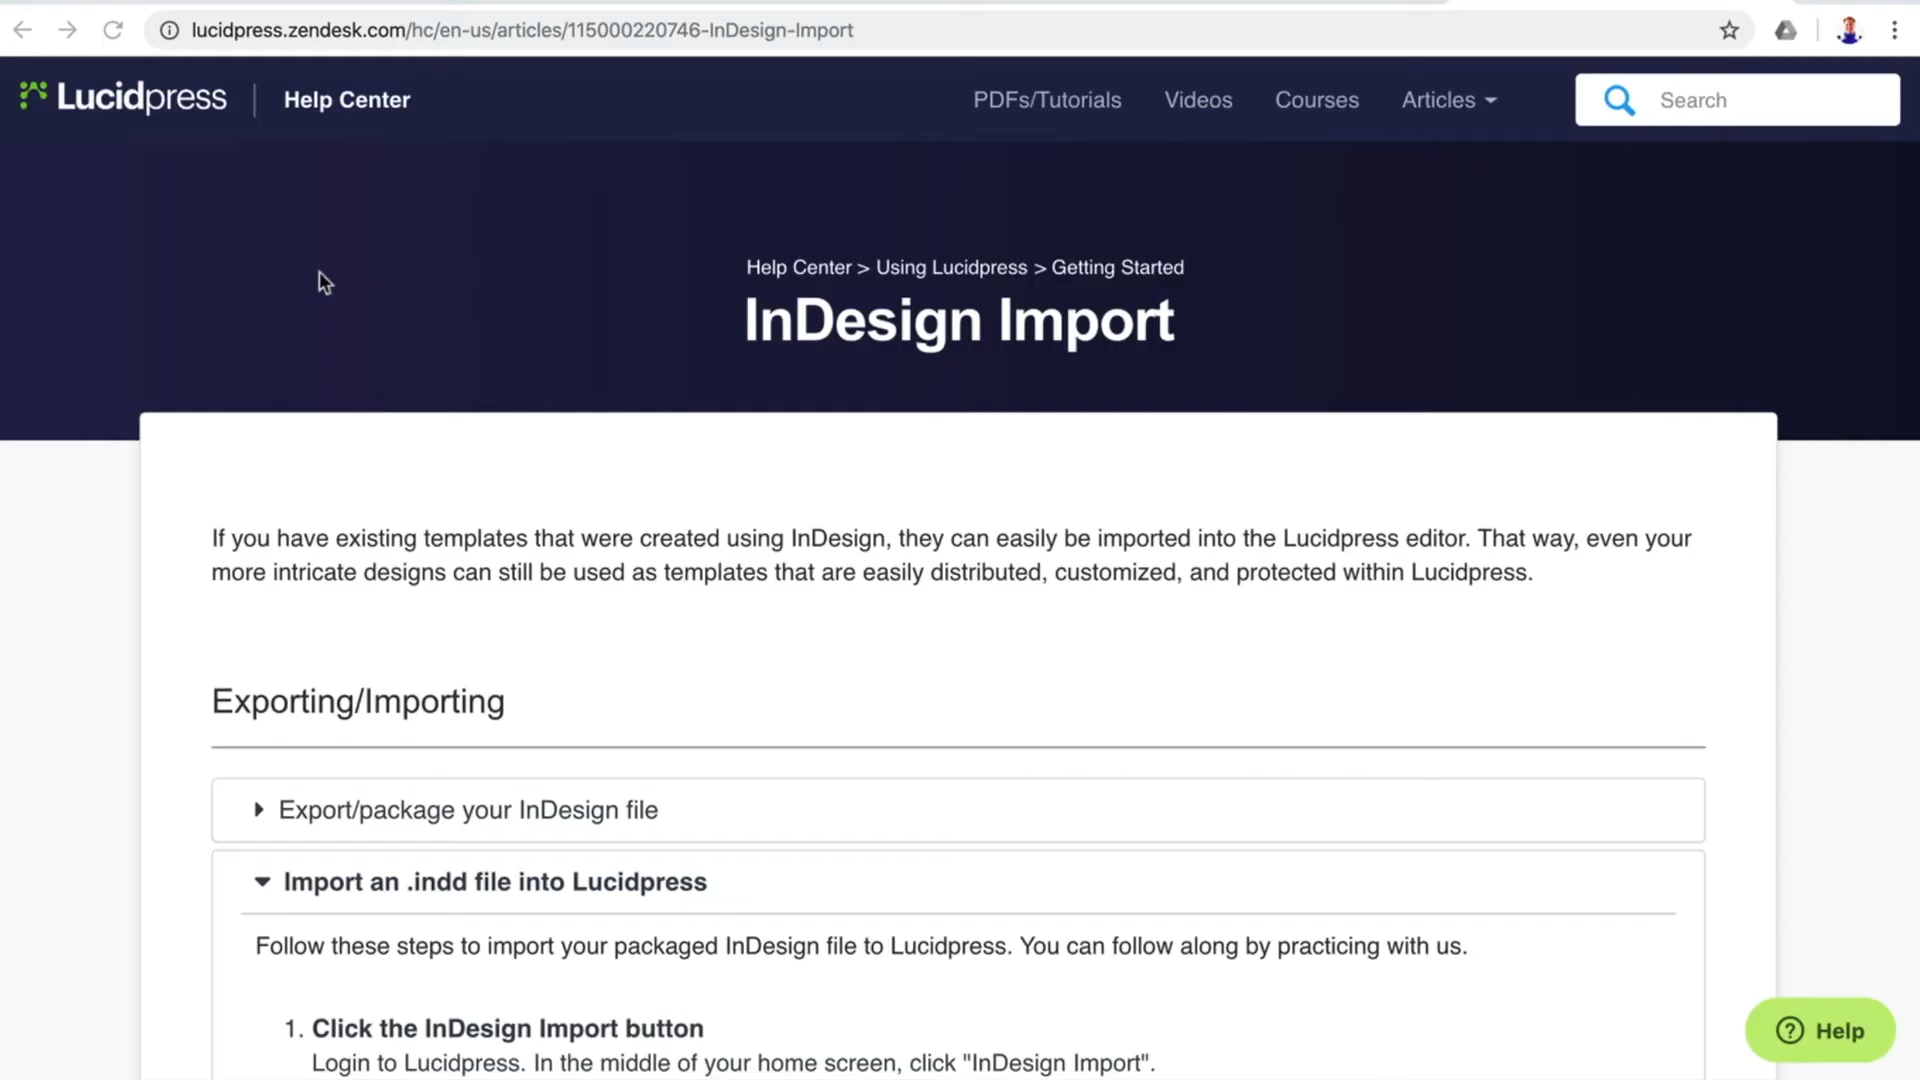 lucidpress.zendesk.com/hc/en-us/articles/115000220746-InDesign-Import
Lucidpress
Help Center
PDFs/Tutorials
Videos
Courses
Articles
Search
Help Center > Using Lucidpress > Getting Started
InDesign Import
If you have existing templates that were created using InDesign, they can easily be imported into the Lucidpress editor. That way, even your
more intricate designs can still be used as templates that are easily distributed, customized, and protected within Lucidpress.
Exporting/Importing
Export/package your InDesign file
Import an .indd file into Lucidpress
Follow these steps to import your packaged InDesign file to Lucidpress. You can follow along by practicing with us.
1. Click the InDesign Import button
Login to Lucidpress. In the middle of your home screen, click "InDesign Import".
Help